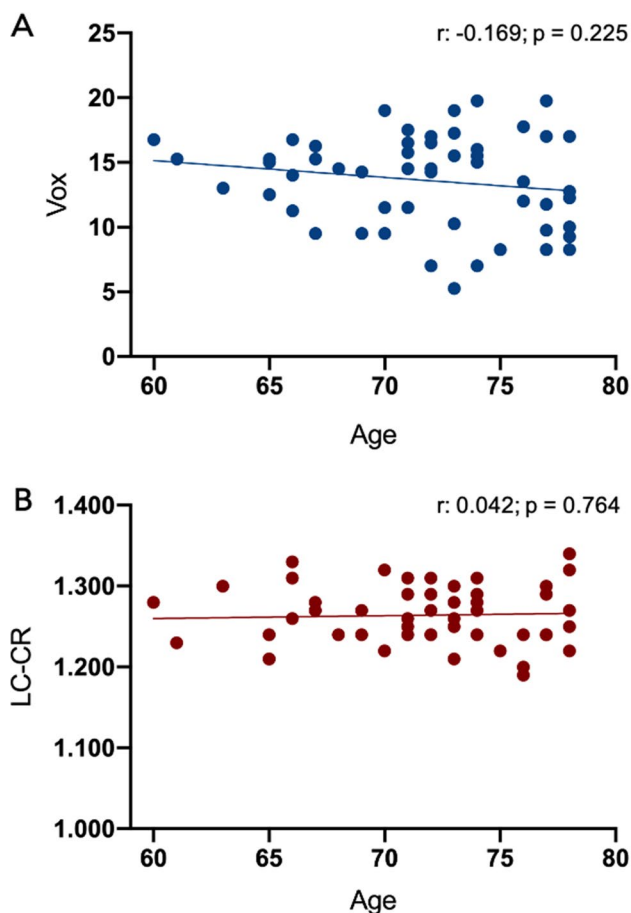 A
r: -0.169; p = 0.225
25
20
15
10
5
0
Vox
60 65 70 75 80
Age
B
r: 0.042; p = 0.764
1.400
1.300
1.200
1.100
1.000
LC-CR
60 65 70 75 80
Age